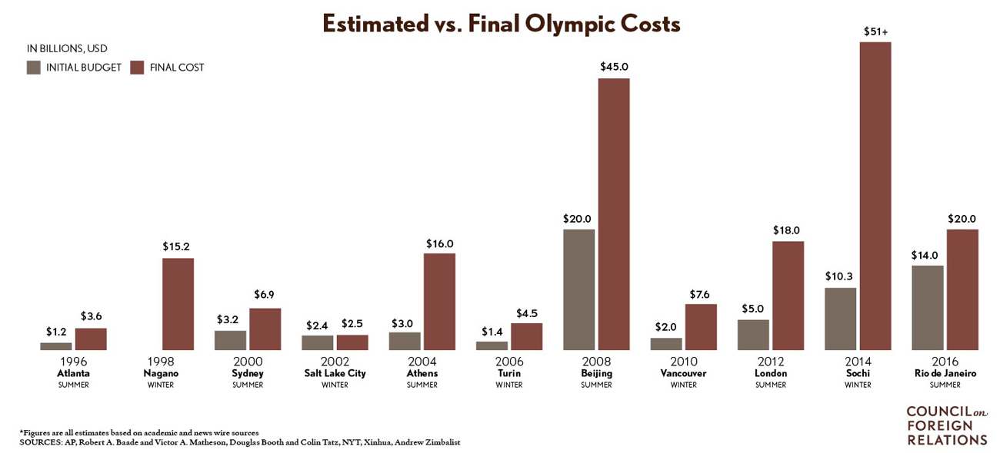 Estimated vs. Final Olympic Costs
IN BILLIONS, USD
INITIAL BUDGET FINAL COST
$1.2 $3.6
1996
Atlanta
SUMMER
$15.2
1998
Nagano
WINTER
$3.2 $6.9
2000
Sydney
SUMMER
$2.4 $2.5
2002
Salt Lake City
WINTER
$3.0 $16.0
2004
Athens
SUMMER
$1.4 $4.5
2006
Turin
WINTER
$20.0 $45.0
2008
Beijing
SUMMER
$2.0 $7.6
2010
Vancouver
WINTER
$5.0 $18.0
2012
London
SUMMER
$10.3 $51+
2014
Sochi
WINTER
$14.0 $20.0
2016
Rio de Janeiro
SUMMER
*Figures are all estimates based on academic and news wire sources
SOURCES: AP, Robert A. Baade and Victor A. Matheson, Douglas Booth and Colin Tatz, NYT, Xinhua, Andrew Zimbalist
COUNCIL on
FOREIGN
RELATIONS